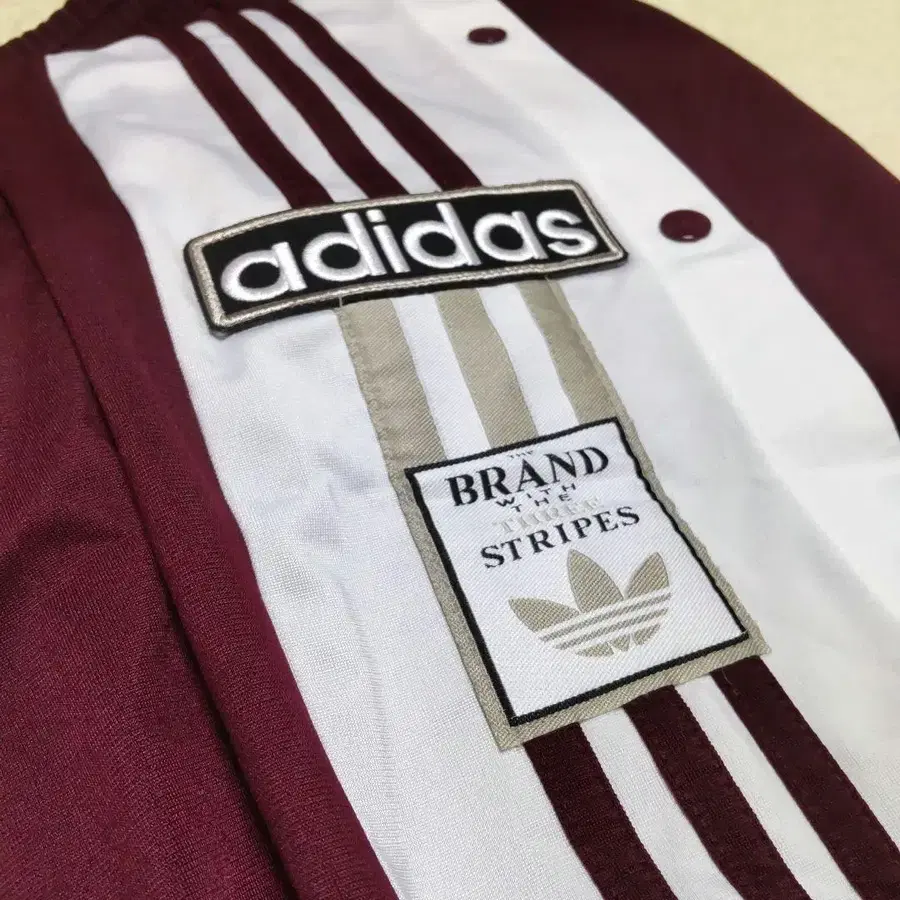 adidas
THE
BRAND
WITH
THE
THREE
STRIPES